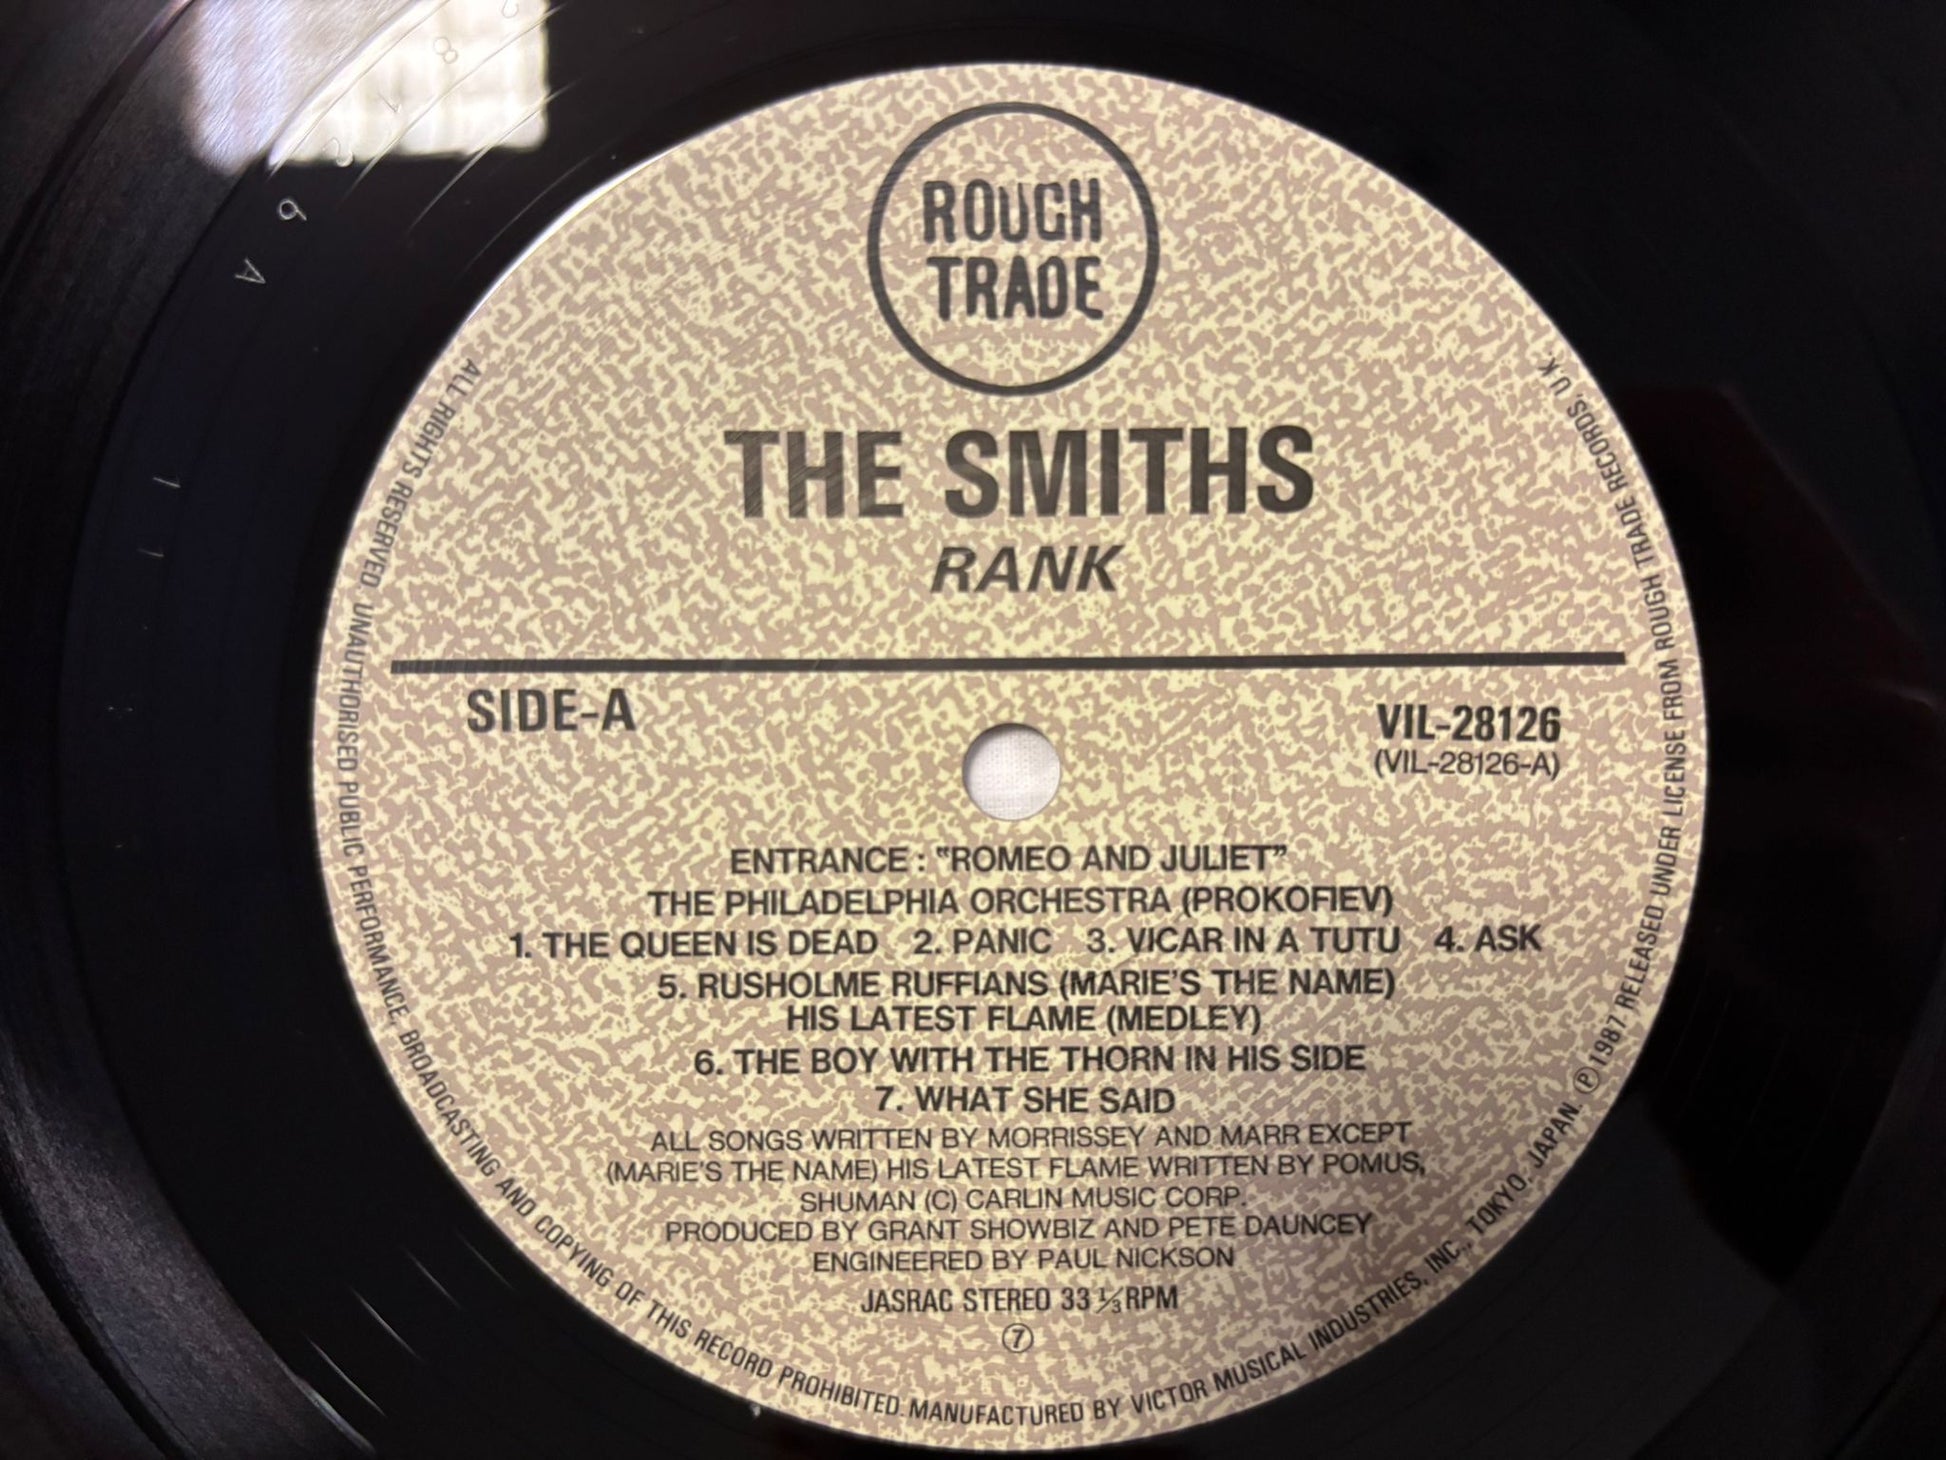 ROUGH
TRADE
THE SMITHS
RANK
SIDE-A
VIL-28126
(VIL-28126-A)
ENTRANCE : "ROMEO AND JULIET"
THE PHILADELPHIA ORCHESTRA (PROKOFIEV)
1. THE QUEEN IS DEAD 2. PANIC 3. VICAR IN A TUTU 4. ASK
5. RUSHOLME RUFFIANS (MARIE'S THE NAME)
HIS LATEST FLAME (MEDLEY)
6. THE BOY WITH THE THORN IN HIS SIDE
7. WHAT SHE SAID
ALL SONGS WRITTEN BY MORRISSEY AND MARR EXCEPT
(MARIE'S THE NAME) HIS LATEST FLAME WRITTEN BY POMUS,
SHUMAN (C) CARLIN MUSIC CORP.
PRODUCED BY GRANT SHOWBIZ AND PETE DAUNCEY
ENGINEERED BY PAUL NICKSON
JASRAC STEREO 33 ⅓ RPM
⑦
ALL RIGHTS RESERVED. UNAUTHORISED PUBLIC PERFORMANCE, BROADCASTING AND COPYING OF THIS RECORD PROHIBITED. MANUFACTURED BY VICTOR MUSICAL INDUSTRIES, INC., TOKYO, JAPAN. ℗ 1987 RELEASED UNDER LICENSE FROM ROUGH TRADE RECORDS, U.K